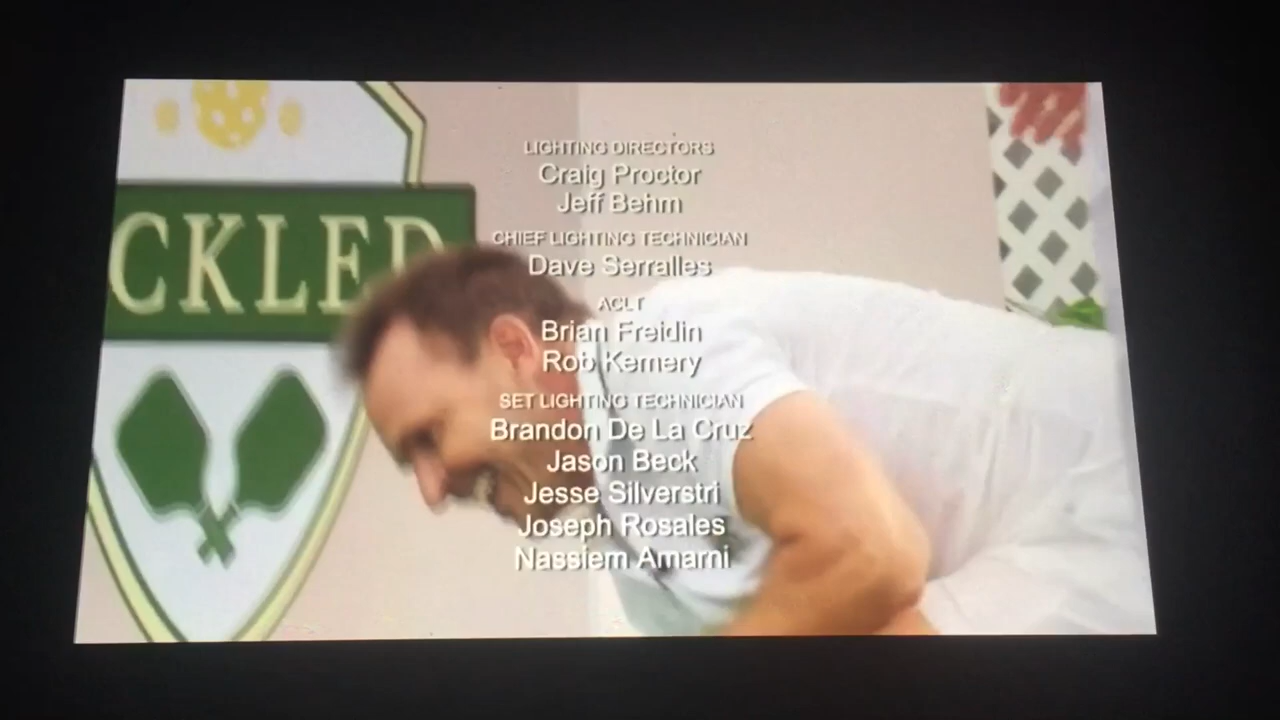 CKLED
LIGHTING DIRECTORS
Craig Proctor
Jeff Behm
CHIEF LIGHTING TECHNICIAN
Dave Serralles
ACLT
Brian Freidin
Rob Kemery
SET LIGHTING TECHNICIAN
Brandon De La Cruz
Jason Beck
Jesse Silverstri
Joseph Rosales
Nassiem Amarni